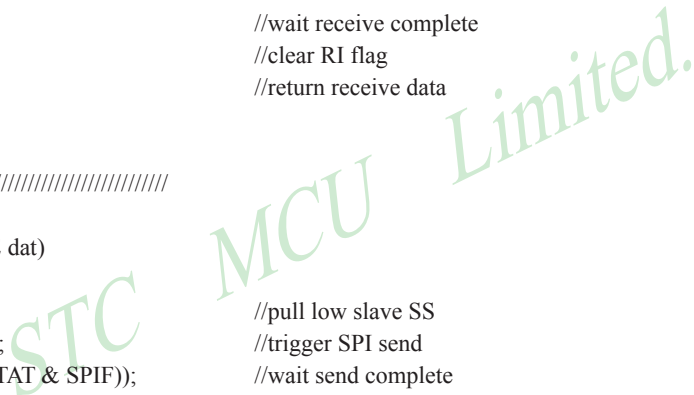 //wait receive complete
//clear RI flag
//return receive data
//////////////////////////
dat)
//pull low slave SS
; //trigger SPI send
TAT & SPIF)); //wait send complete
STC MCU Limited.